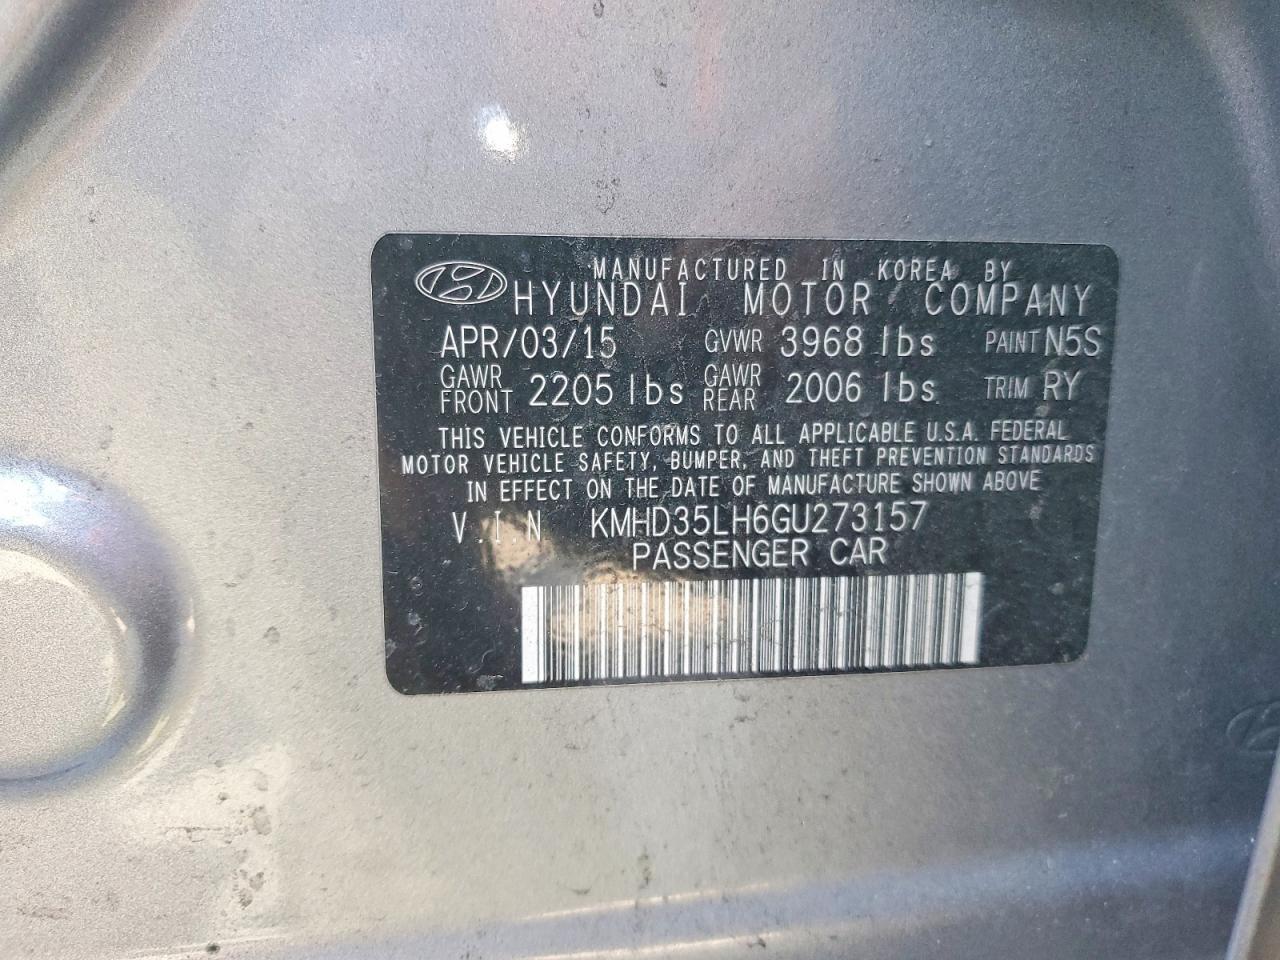 MANUFACTURED IN KOREA BY
HYUNDAI MOTOR COMPANY
APR/03/15 GVWR 3968 lbs PAINT N5S
GAWR FRONT 2205 lbs GAWR REAR 2006 lbs TRIM RY
THIS VEHICLE CONFORMS TO ALL APPLICABLE U.S.A. FEDERAL
MOTOR VEHICLE SAFETY, BUMPER, AND THEFT PREVENTION STANDARDS
IN EFFECT ON THE DATE OF MANUFACTURE SHOWN ABOVE
V.I.N KMHD35LH6GU273157
PASSENGER CAR